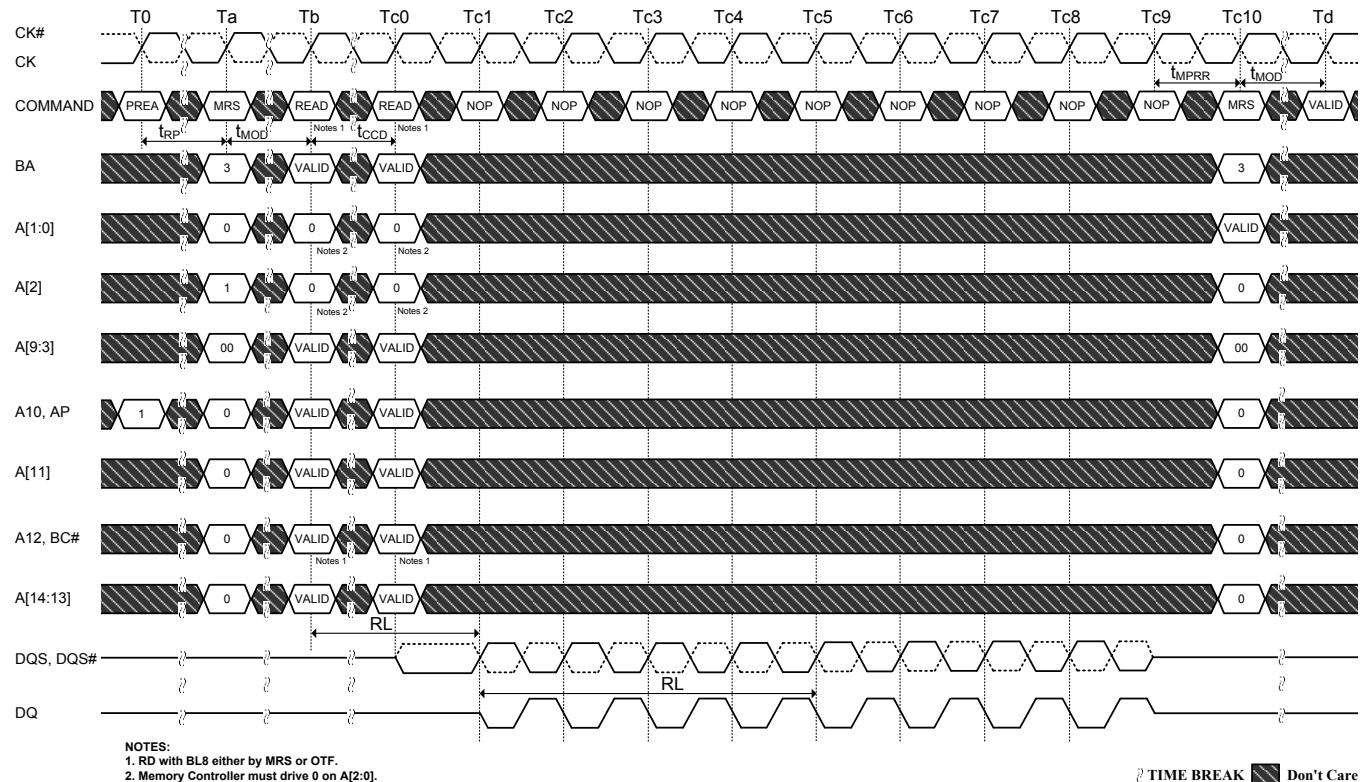 T0 Ta Tb Tc0 Tc1 Tc2 Tc3 Tc4 Tc5 Tc6 Tc7 Tc8 Tc9 Tc10 Td
CK#
CK
tMPRR tMOD
COMMAND PREA MRS READ READ NOP NOP NOP NOP NOP NOP NOP NOP NOP MRS VALID
Notes 1 Notes 1
tRP tMOD tCCD
BA 3 VALID VALID 3
A[1:0] 0 0 0 VALID
Notes 2 Notes 2
A[2] 1 0 0 0
Notes 2 Notes 2
A[9:3] 00 VALID VALID 00
A10, AP 1 0 VALID VALID 0
A[11] 0 VALID VALID 0
A12, BC# 0 VALID VALID 0
Notes 1 Notes 1
A[14:13] 0 VALID VALID 0
RL
DQS, DQS#
RL
DQ
NOTES:
1. RD with BL8 either by MRS or OTF.
2. Memory Controller must drive 0 on A[2:0].
TIME BREAK Don't Care